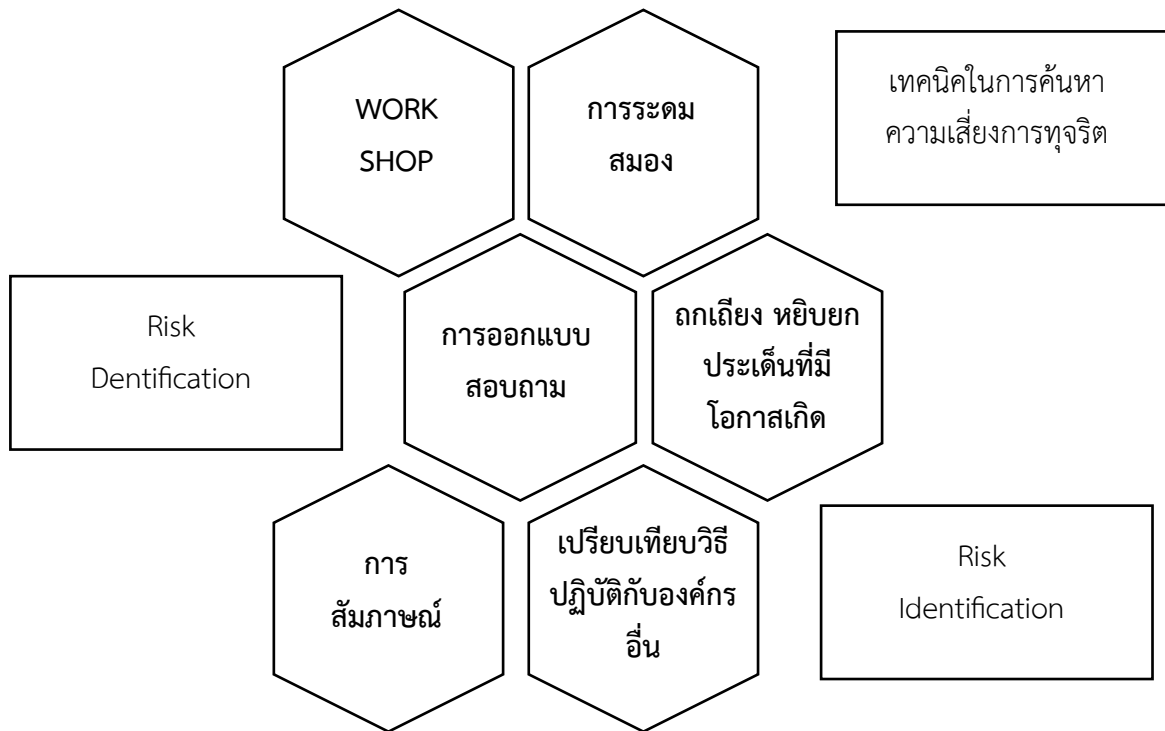 WORK
SHOP
การระดม
สมอง
เทคนิคในการค้นหา
ความเสี่ยงการทุจริต
Risk
Dentification
การออกแบบ
สอบถาม
ถกเถียง หยิบยก
ประเด็นที่มี
โอกาสเกิด
การ
สัมภาษณ์
เปรียบเทียบวิธี
ปฏิบัติกับองค์กร
อื่น
Risk
Identification